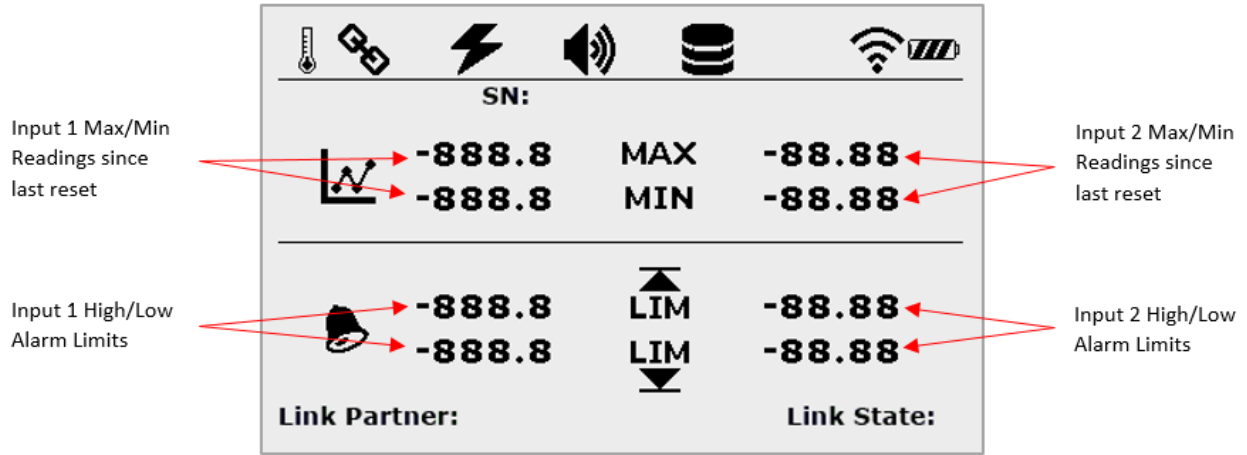 SN:
Input 1 Max/Min
Readings since
last reset
-888.8 MAX -88.88
-888.8 MIN -88.88
Input 2 Max/Min
Readings since
last reset
Input 1 High/Low
Alarm Limits
-888.8 LIM -88.88
-888.8 LIM -88.88
Input 2 High/Low
Alarm Limits
Link Partner: Link State: